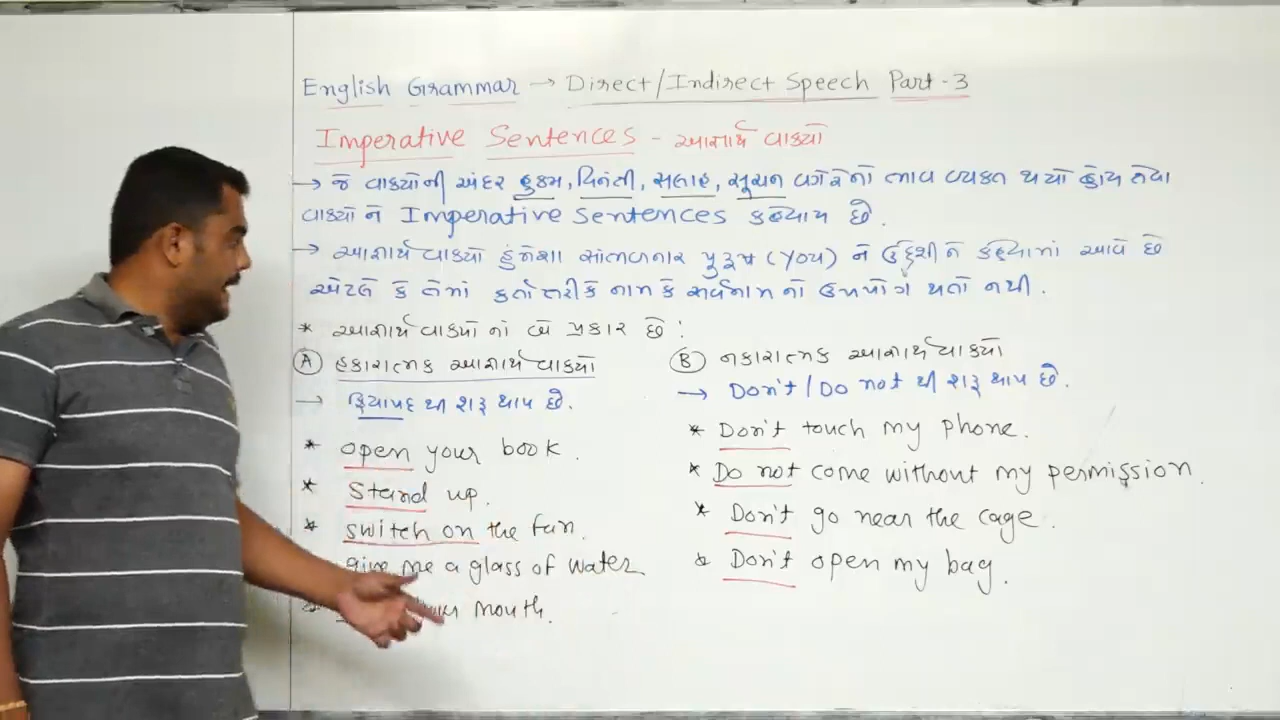 English Grammar → Direct/Indirect Speech Part-3
Imperative Sentences - આજ્ઞાર્થ વાક્યો
→ જે વાક્યોની અંદર હુકમ, વિનંતી, સલાહ, સૂચન વગેરેનો ભાવ વ્યક્ત થયો હોય તેવા
વાક્યો ને Imperative Sentences કહેવાય છે.
→ આજ્ઞાર્થ વાક્યો હંમેશા સાંભળનાર પુરૂષ (You) ને ઉદ્દેશી ને કહેવામાં આવે છે
એટલે કે તેમાં કર્તા તરીકે નામ કે સર્વનામ નો ઉપયોગ થતો નથી.
* આજ્ઞાર્થ વાક્યો નાં બે પ્રકાર છે :
(A) હકારાત્મક આજ્ઞાર્થ વાક્યો
→ ક્રિયાપદ થી શરૂ થાય છે.
* open your book.
* Stand up.
* switch on the fan.
give me a glass of water
mouth.
(B) નકારાત્મક આજ્ઞાર્થ વાક્યો
→ Don't/Do not થી શરૂ થાય છે.
* Don't touch my phone.
* Do not come without my permission.
* Don't go near the cage.
* Don't open my bag.